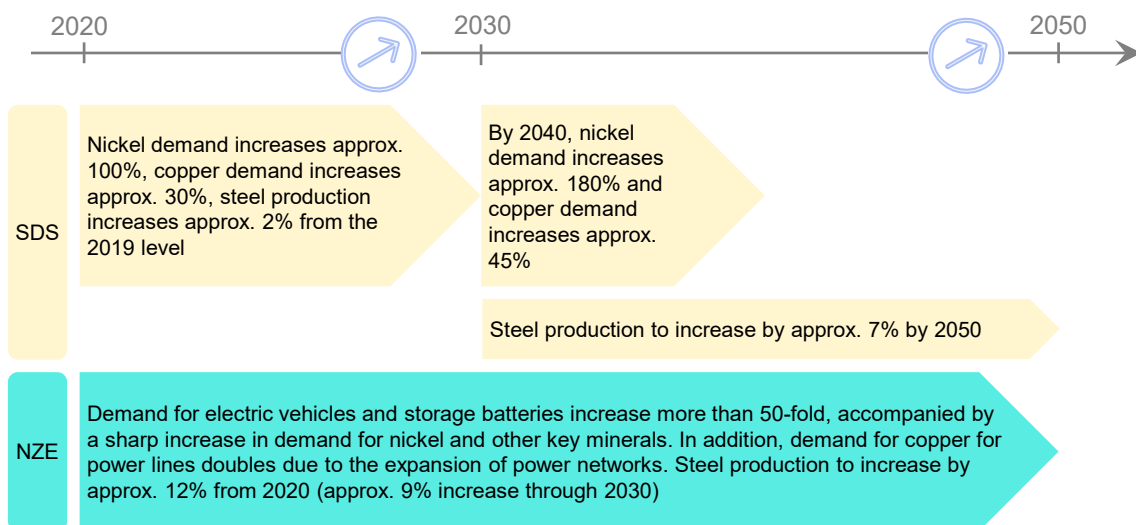 2020
2030
2050
SDS
Nickel demand increases approx.
100%, copper demand increases
approx. 30%, steel production
increases approx. 2% from the
2019 level
By 2040, nickel
demand increases
approx. 180% and
copper demand
increases approx.
45%
Steel production to increase by approx. 7% by 2050
NZE
Demand for electric vehicles and storage batteries increase more than 50-fold, accompanied by
a sharp increase in demand for nickel and other key minerals. In addition, demand for copper for
power lines doubles due to the expansion of power networks. Steel production to increase by
approx. 12% from 2020 (approx. 9% increase through 2030)